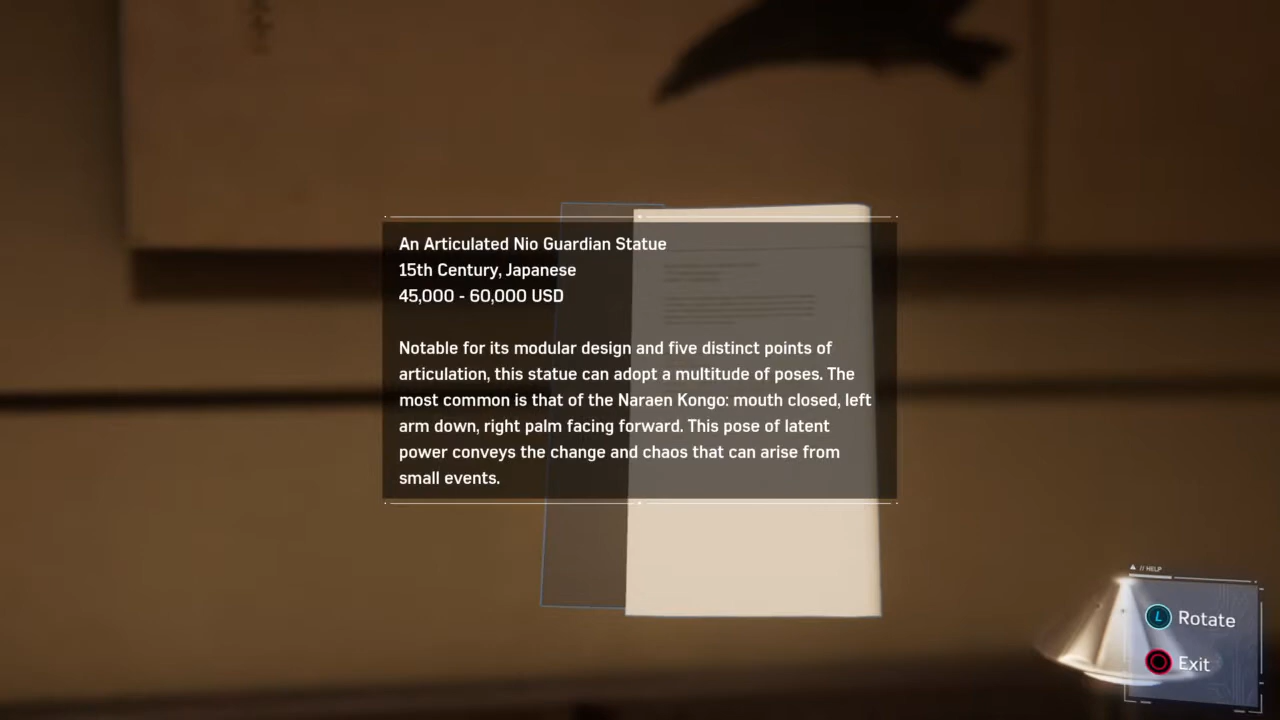 An Articulated Nio Guardian Statue
15th Century, Japanese
45,000 - 60,000 USD
Notable for its modular design and five distinct points of
articulation, this statue can adopt a multitude of poses. The
most common is that of the Naraen Kongo: mouth closed, left
arm down, right palm facing forward. This pose of latent
power conveys the change and chaos that can arise from
small events.
// HELP
L Rotate
Exit